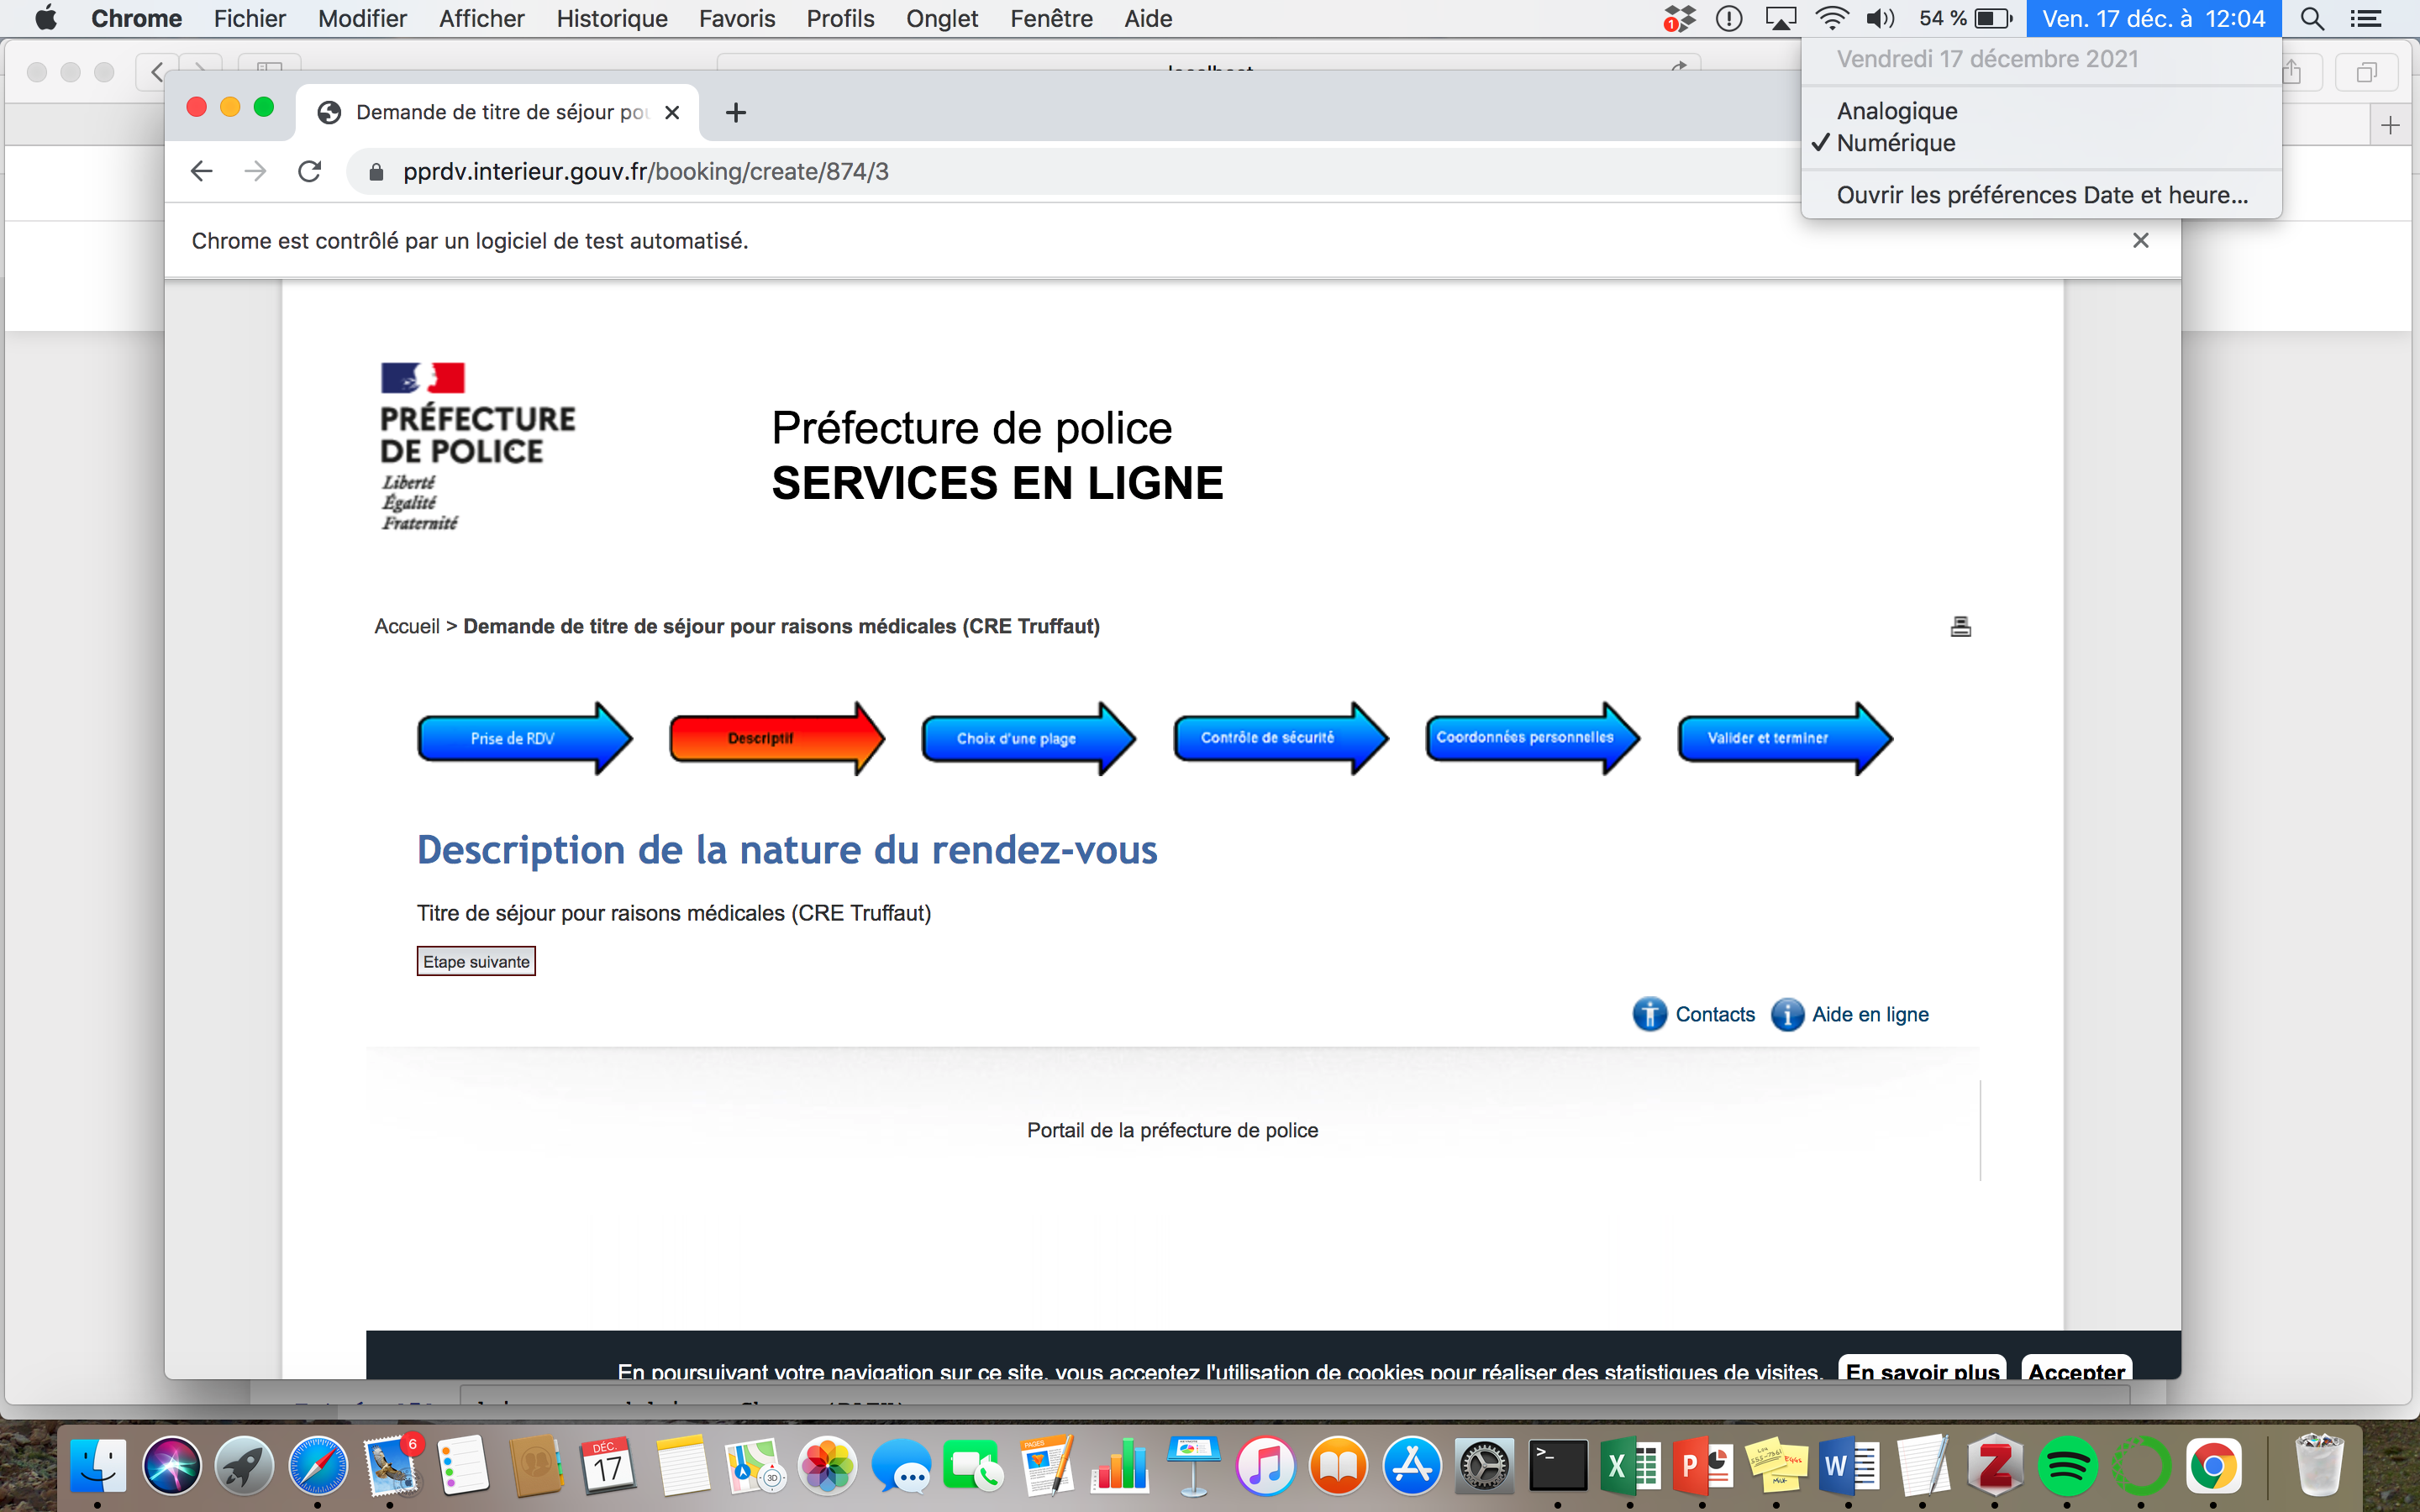 Chrome Fichier Modifier Afficher Historique Favoris Profils Onglet Fenêtre Aide 1 54 % Ven. 17 déc. à 12:04
Vendredi 17 décembre 2021
Analogique
✓ Numérique
Ouvrir les préférences Date et heure...
Demande de titre de séjour pou
pprdv.interieur.gouv.fr/booking/create/874/3
Chrome est contrôlé par un logiciel de test automatisé.
PRÉFECTURE
DE POLICE
Liberté
Égalité
Fraternité
Préfecture de police
SERVICES EN LIGNE
Accueil > Demande de titre de séjour pour raisons médicales (CRE Truffaut)
Prise de RDV
Descriptif
Choix d'une plage
Contrôle de sécurité
Coordonnées personnelles
Valider et terminer
Description de la nature du rendez-vous
Titre de séjour pour raisons médicales (CRE Truffaut)
Etape suivante
Contacts
Aide en ligne
Portail de la préfecture de police
En poursuivant votre navigation sur ce site, vous acceptez l'utilisation de cookies pour réaliser des statistiques de visites. En savoir plus Accepter
6
DÉC.
17
3D
PAGES
>_
X
P
W
Z